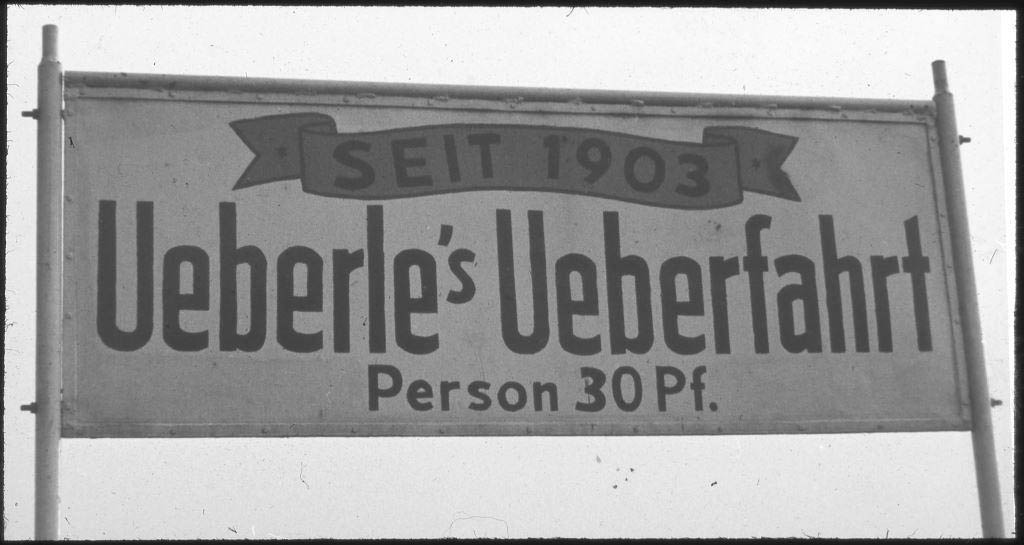 SEIT 1903
Ueberle's Ueberfahrt
Person 30 Pf.